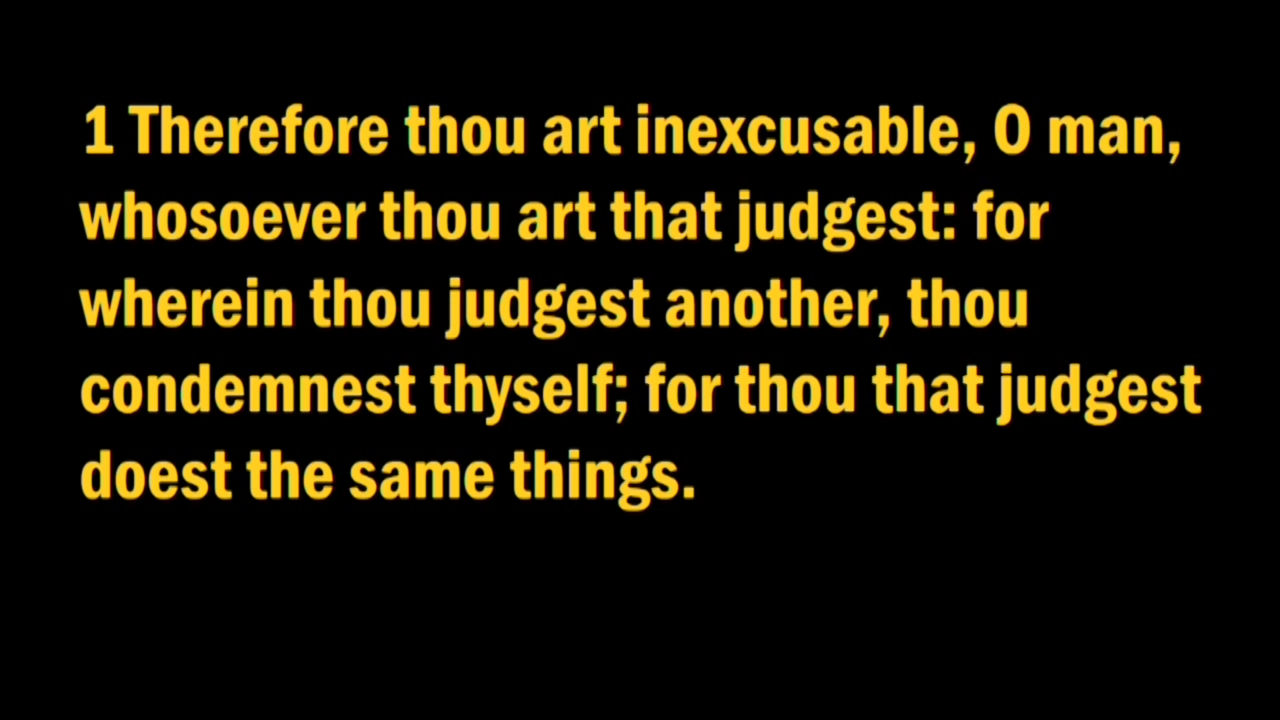 1 Therefore thou art inexcusable, O man,
whosoever thou art that judgest: for
wherein thou judgest another, thou
condemnest thyself; for thou that judgest
doest the same things.